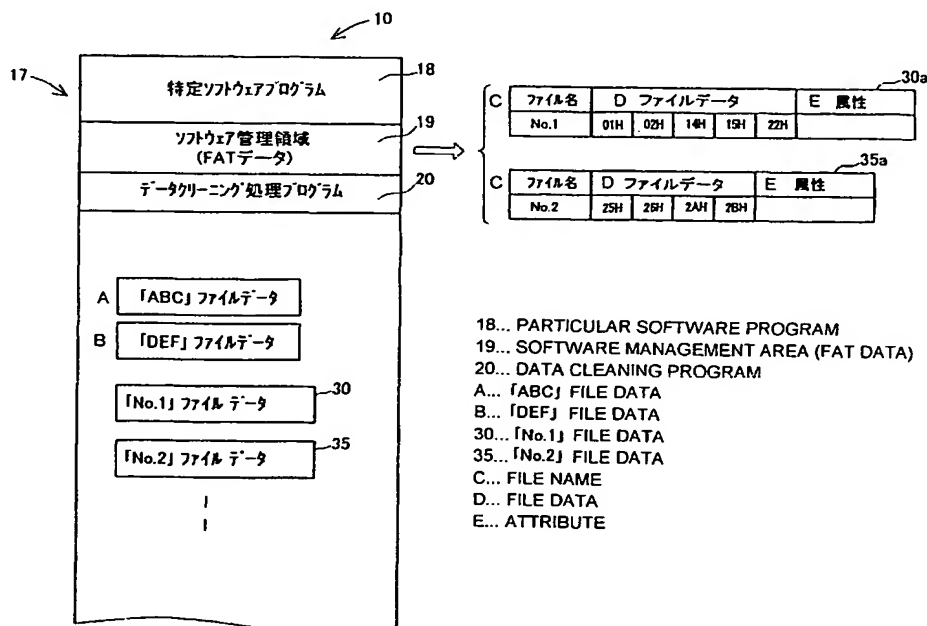 10
17
18
特定ソフトウェアプログラム
19
ソフトウェア管理領域
(FATデータ)
20
データクリーニング処理プログラム
A 「ABC」ファイルデータ
B 「DEF」ファイルデータ
「No.1」ファイルデータ 30
「No.2」ファイルデータ 35
30a
C ファイル名 D ファイルデータ E 属性
No.1 01H 02H 14H 15H 22H
35a
C ファイル名 D ファイルデータ E 属性
No.2 25H 26H 2AH 2BH
18... PARTICULAR SOFTWARE PROGRAM
19... SOFTWARE MANAGEMENT AREA (FAT DATA)
20... DATA CLEANING PROGRAM
A... 「ABC」 FILE DATA
B... 「DEF」 FILE DATA
30... 「No.1」 FILE DATA
35... 「No.2」 FILE DATA
C... FILE NAME
D... FILE DATA
E... ATTRIBUTE